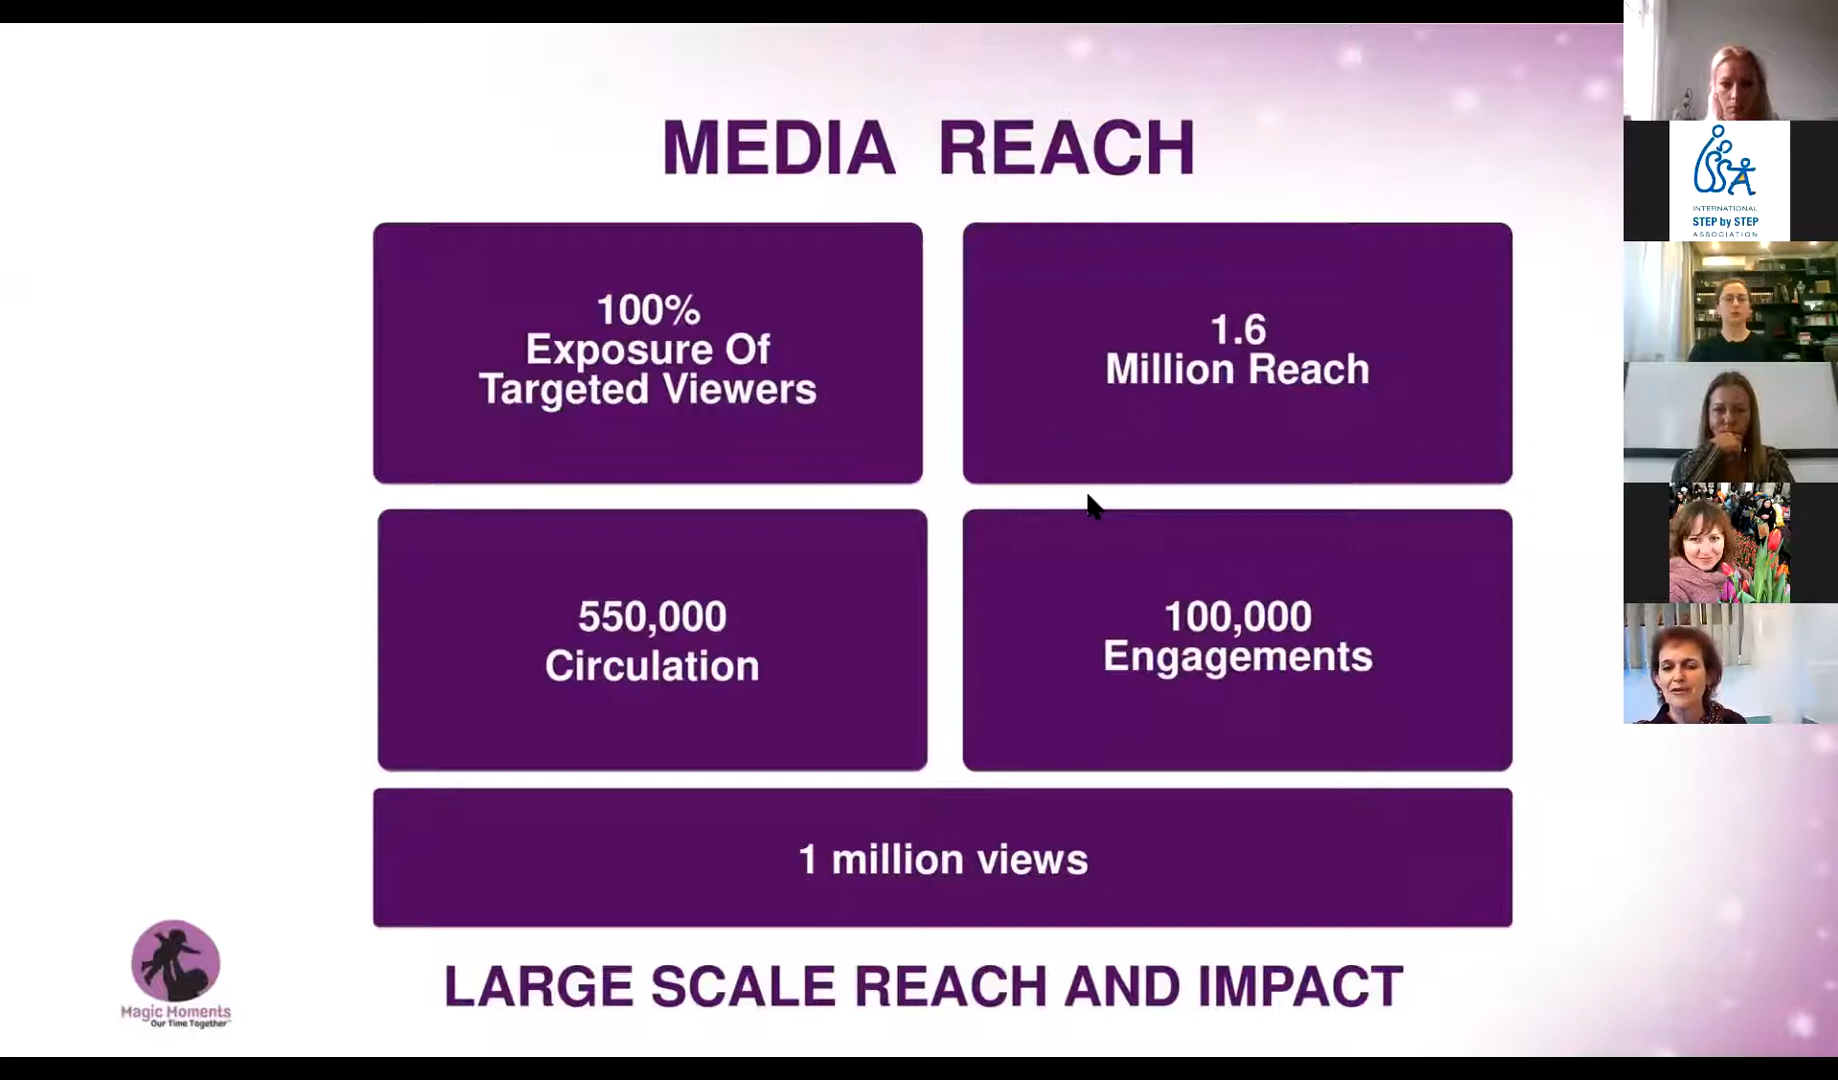 MEDIA REACH
100%
Exposure Of
Targeted Viewers
1.6
Million Reach
550,000
Circulation
100,000
Engagements
1 million views
LARGE SCALE REACH AND IMPACT
Magic Moments
Our Time Together
ISSA
INTERNATIONAL
STEP by STEP
ASSOCIATION